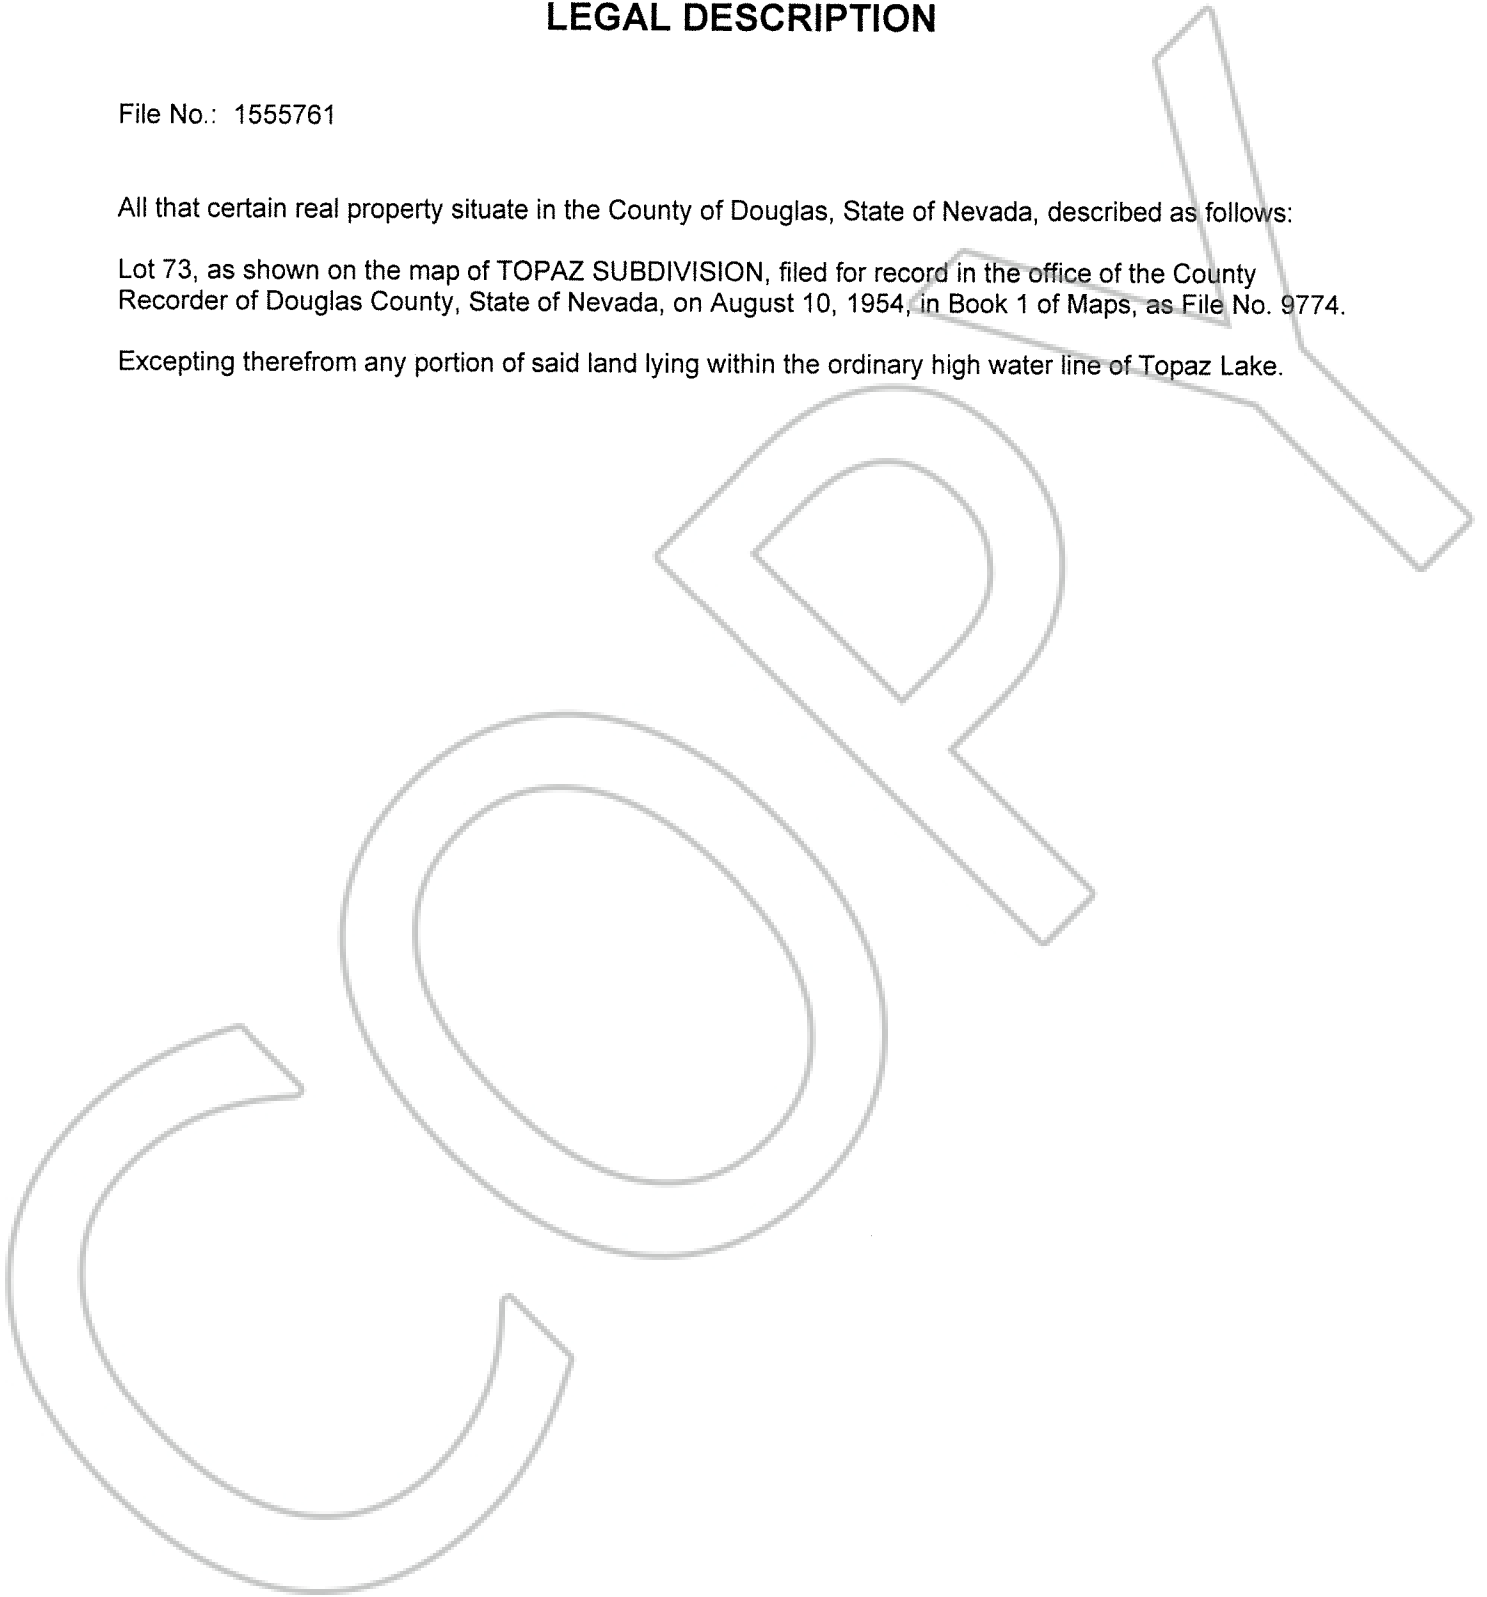 LEGAL DESCRIPTION
File No.: 1555761
All that certain real property situate in the County of Douglas, State of Nevada, described as follows:
Lot 73, as shown on the map of TOPAZ SUBDIVISION, filed for record in the office of the County
Recorder of Douglas County, State of Nevada, on August 10, 1954, in Book 1 of Maps, as File No. 9774.
Excepting therefrom any portion of said land lying within the ordinary high water line of Topaz Lake.
COPY